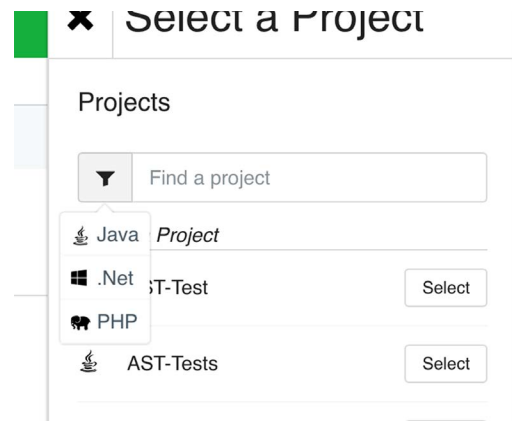 Select a Project
Projects
Find a project
Java
Project
.Net
ST-Test
Select
PHP
AST-Tests
Select